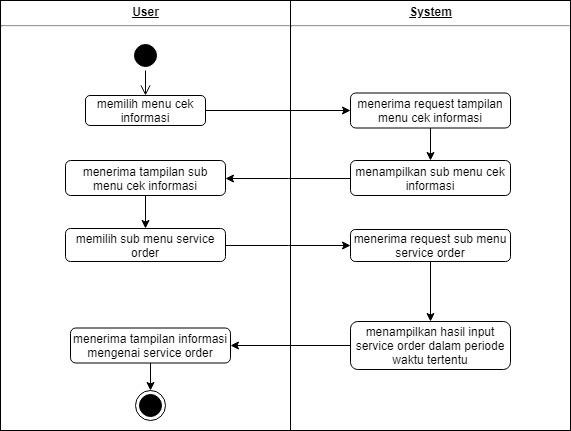 User
System
memilih menu cek
informasi
menerima request tampilan
menu cek informasi
menampilkan sub menu cek
informasi
menerima tampilan sub
menu cek informasi
memilih sub menu service
order
menerima request sub menu
service order
menampilkan hasil input
service order dalam periode
waktu tertentu
menerima tampilan informasi
mengenai service order